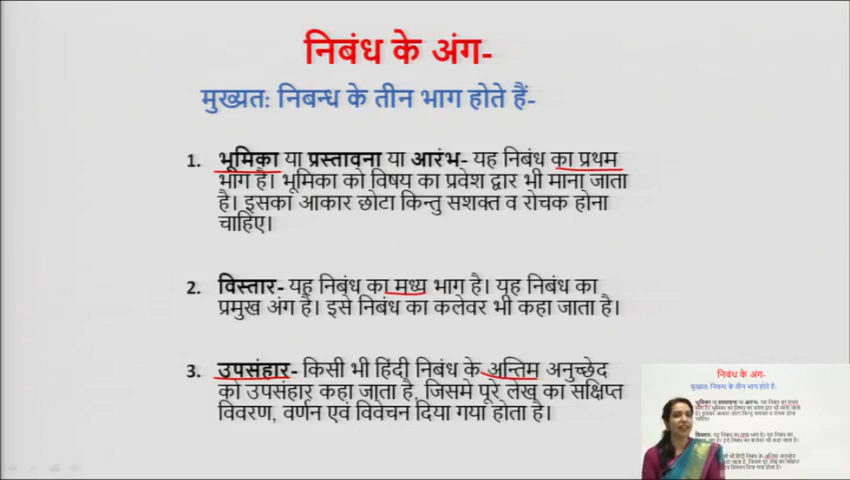 निबंध के अंग-
मुख्यत: निबन्ध के तीन भाग होते हैं-
1. भूमिका या प्रस्तावना या आरंभ- यह निबंध का प्रथम
भाग है। भूमिका को विषय का प्रवेश द्वार भी माना जाता
है। इसका आकार छोटा किन्तु सशक्त व रोचक होना
चाहिए।
2. विस्तार- यह निबंध का मध्य भाग है। यह निबंध का
प्रमुख अंग है। इसे निबंध का कलेवर भी कहा जाता है।
3. उपसंहार- किसी भी हिंदी निबंध के अन्तिम अनुच्छेद
को उपसंहार कहा जाता है, जिसमे पूरे लेख का सक्षिप्त
विवरण, वर्णन एवं विवेचन दिया गया होता है।
निबंध के अंग-
मुख्यत: निबन्ध के तीन भाग होते हैं-